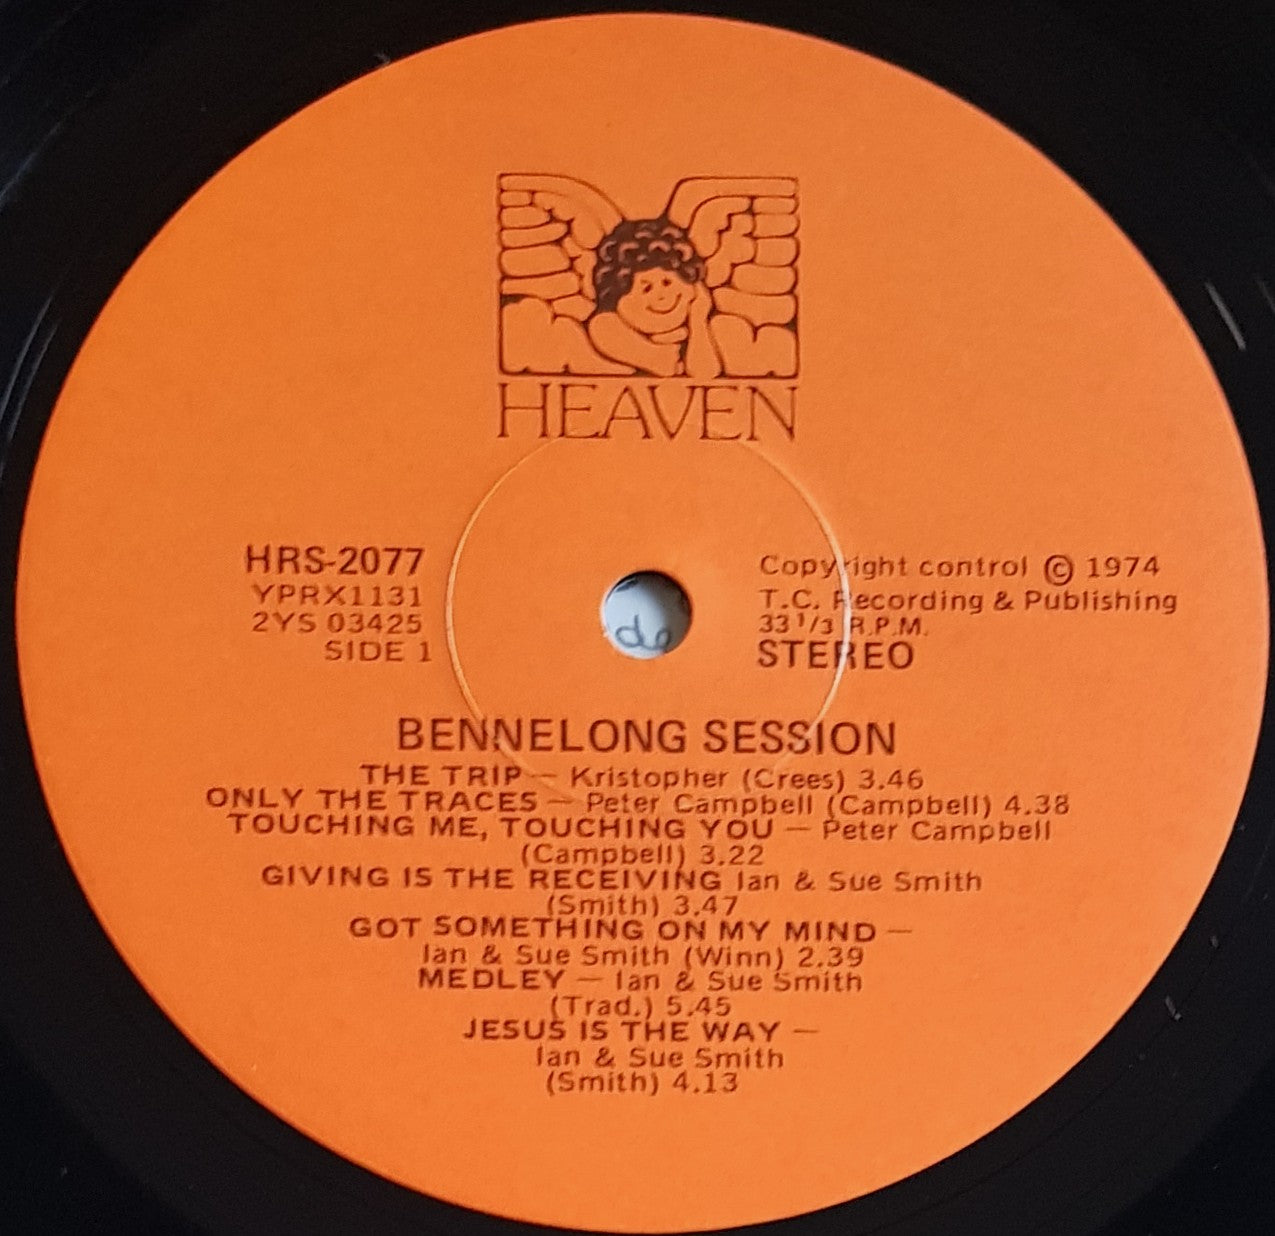 HEAVEN
HRS-2077
YPRX1131
2YS 03425
SIDE 1
Copyright control © 1974
T.C. Recording & Publishing
33 1/3 R.P.M.
STEREO
de
BENNELONG SESSION
THE TRIP — Kristopher (Crees) 3.46
ONLY THE TRACES — Peter Campbell (Campbell) 4.38
TOUCHING ME, TOUCHING YOU — Peter Campbell
(Campbell) 3.22
GIVING IS THE RECEIVING Ian & Sue Smith
(Smith) 3.47
GOT SOMETHING ON MY MIND —
Ian & Sue Smith (Winn) 2.39
MEDLEY — Ian & Sue Smith
(Trad.) 5.45
JESUS IS THE WAY —
Ian & Sue Smith
(Smith) 4.13